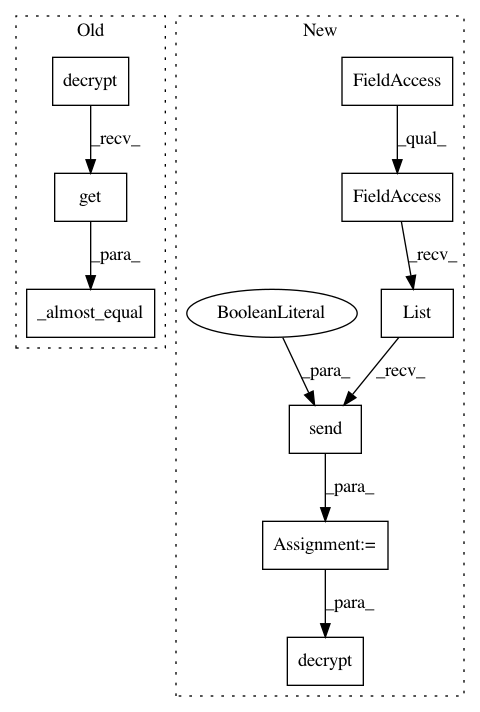 Old
decrypt
_recv_
get
_para_
_almost_equal
New
FieldAccess
_qual_
FieldAccess
_recv_
BooleanLiteral
List
_para_
_recv_
send
_para_
Assignment:=
_para_
decrypt